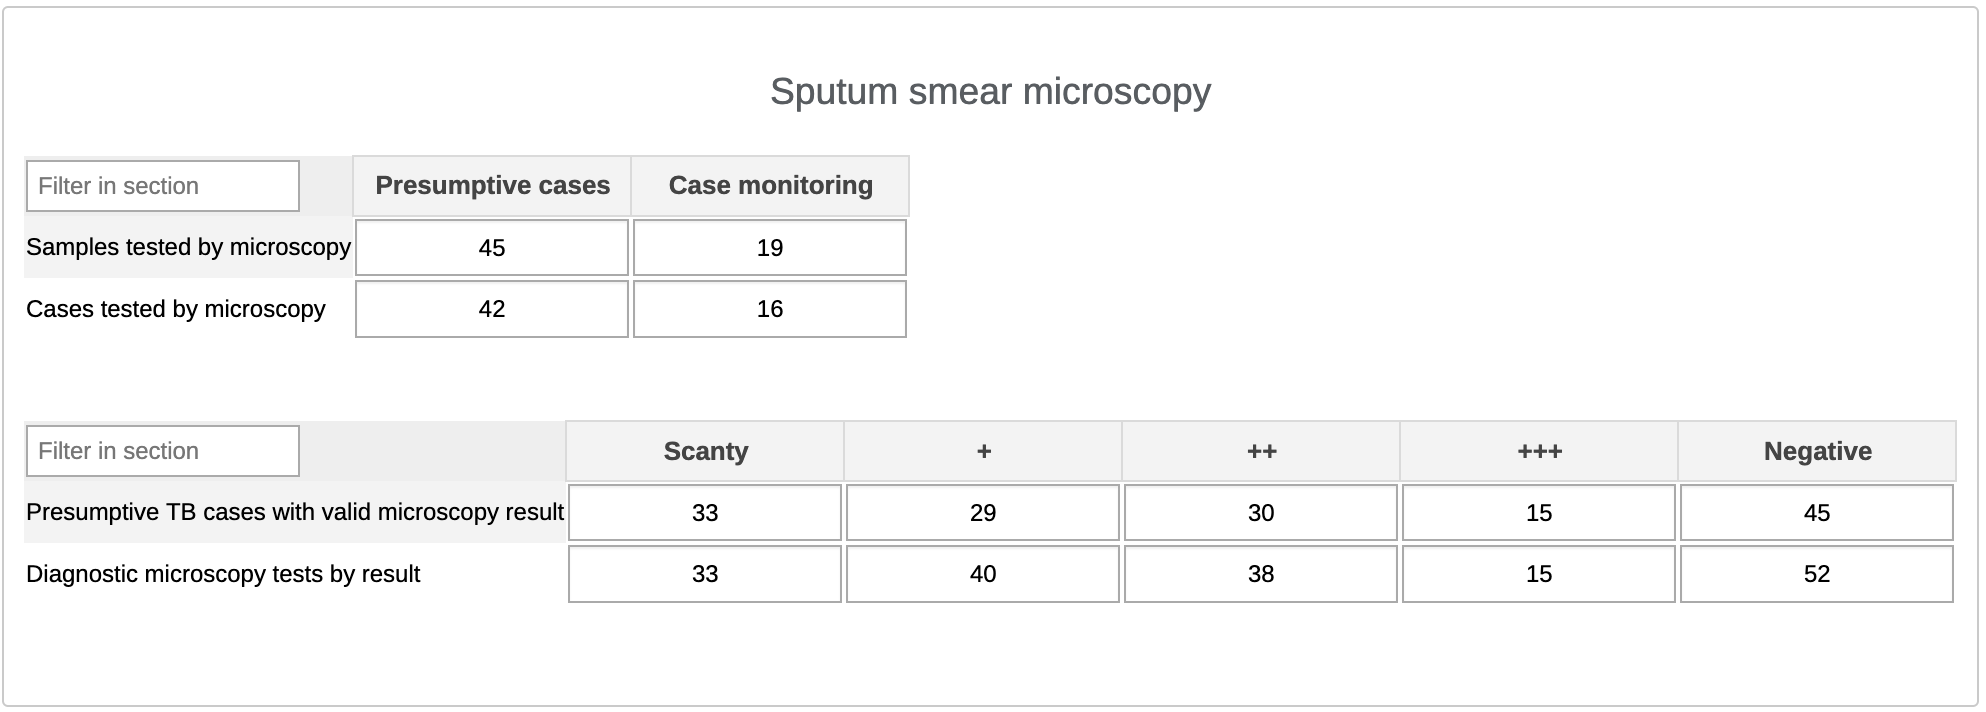 Sputum smear microscopy
Filter in section Presumptive cases Case monitoring
Samples tested by microscopy 45 19
Cases tested by microscopy 42 16
Filter in section Scanty + ++ +++ Negative
Presumptive TB cases with valid microscopy result 33 29 30 15 45
Diagnostic microscopy tests by result 33 40 38 15 52